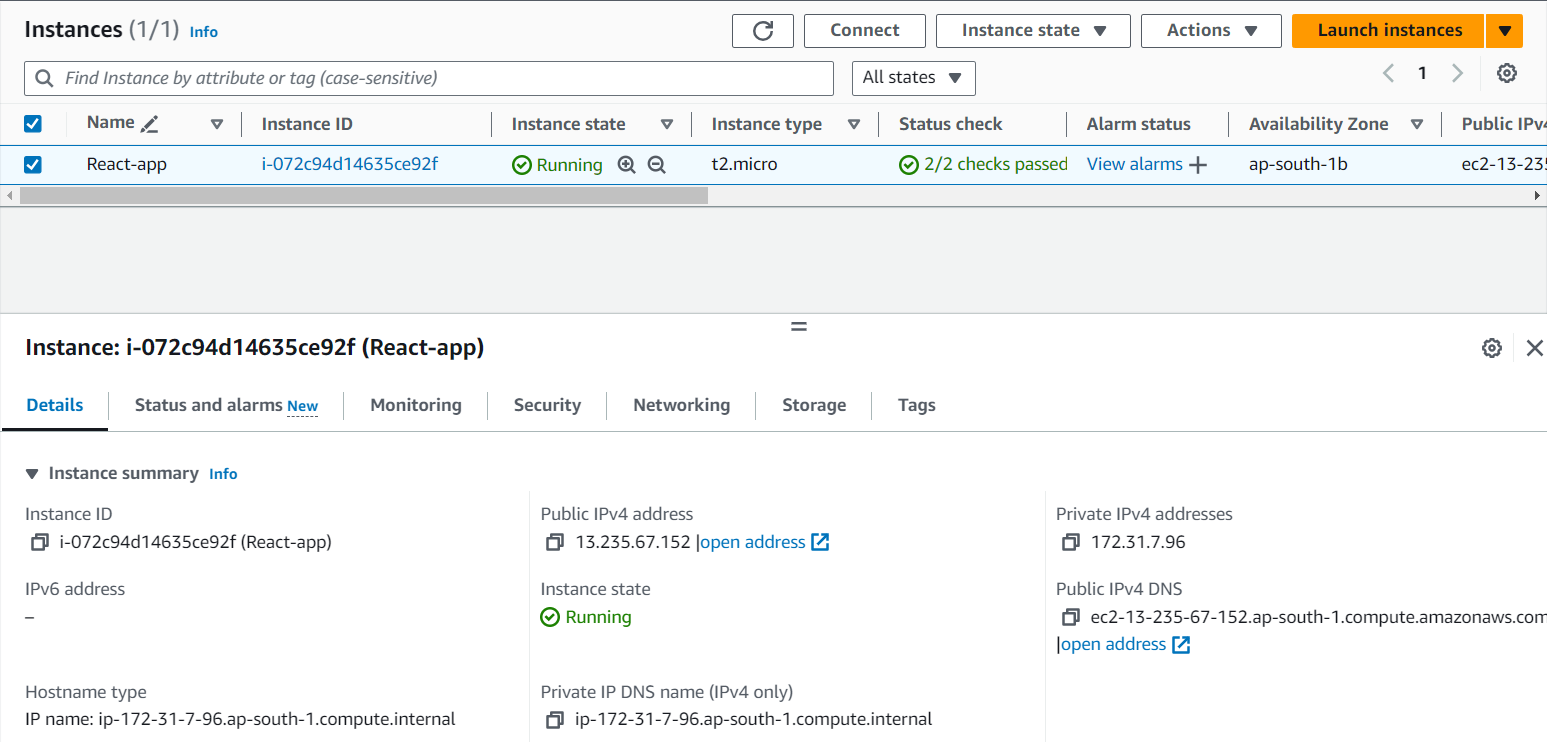 Instances (1/1) Info
Connect
Instance state
Actions
Launch instances
Find Instance by attribute or tag (case-sensitive)
All states
1
Name Instance ID Instance state Instance type Status check Alarm status Availability Zone Public IPv4
React-app i-072c94d14635ce92f Running t2.micro 2/2 checks passed View alarms ap-south-1b ec2-13-235
Instance: i-072c94d14635ce92f (React-app)
Details Status and alarms New Monitoring Security Networking Storage Tags
Instance summary Info
Instance ID
i-072c94d14635ce92f (React-app)
Public IPv4 address
13.235.67.152 |open address
Private IPv4 addresses
172.31.7.96
IPv6 address
–
Instance state
Running
Public IPv4 DNS
ec2-13-235-67-152.ap-south-1.compute.amazonaws.com
|open address
Hostname type
IP name: ip-172-31-7-96.ap-south-1.compute.internal
Private IP DNS name (IPv4 only)
ip-172-31-7-96.ap-south-1.compute.internal